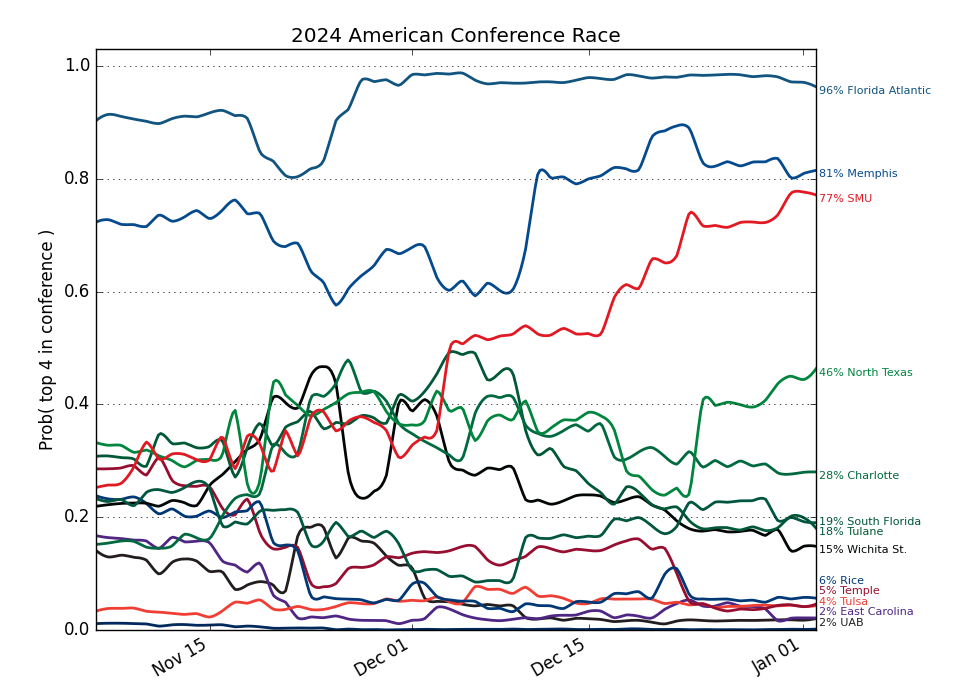 2024 American Conference Race
Prob( top 4 in conference )
1.0
0.8
0.6
0.4
0.2
0.0
Nov 15
Dec 01
Dec 15
Jan 01
96% Florida Atlantic
81% Memphis
77% SMU
46% North Texas
28% Charlotte
19% South Florida
18% Tulane
15% Wichita St.
6% Rice
5% Temple
4% Tulsa
2% East Carolina
2% UAB